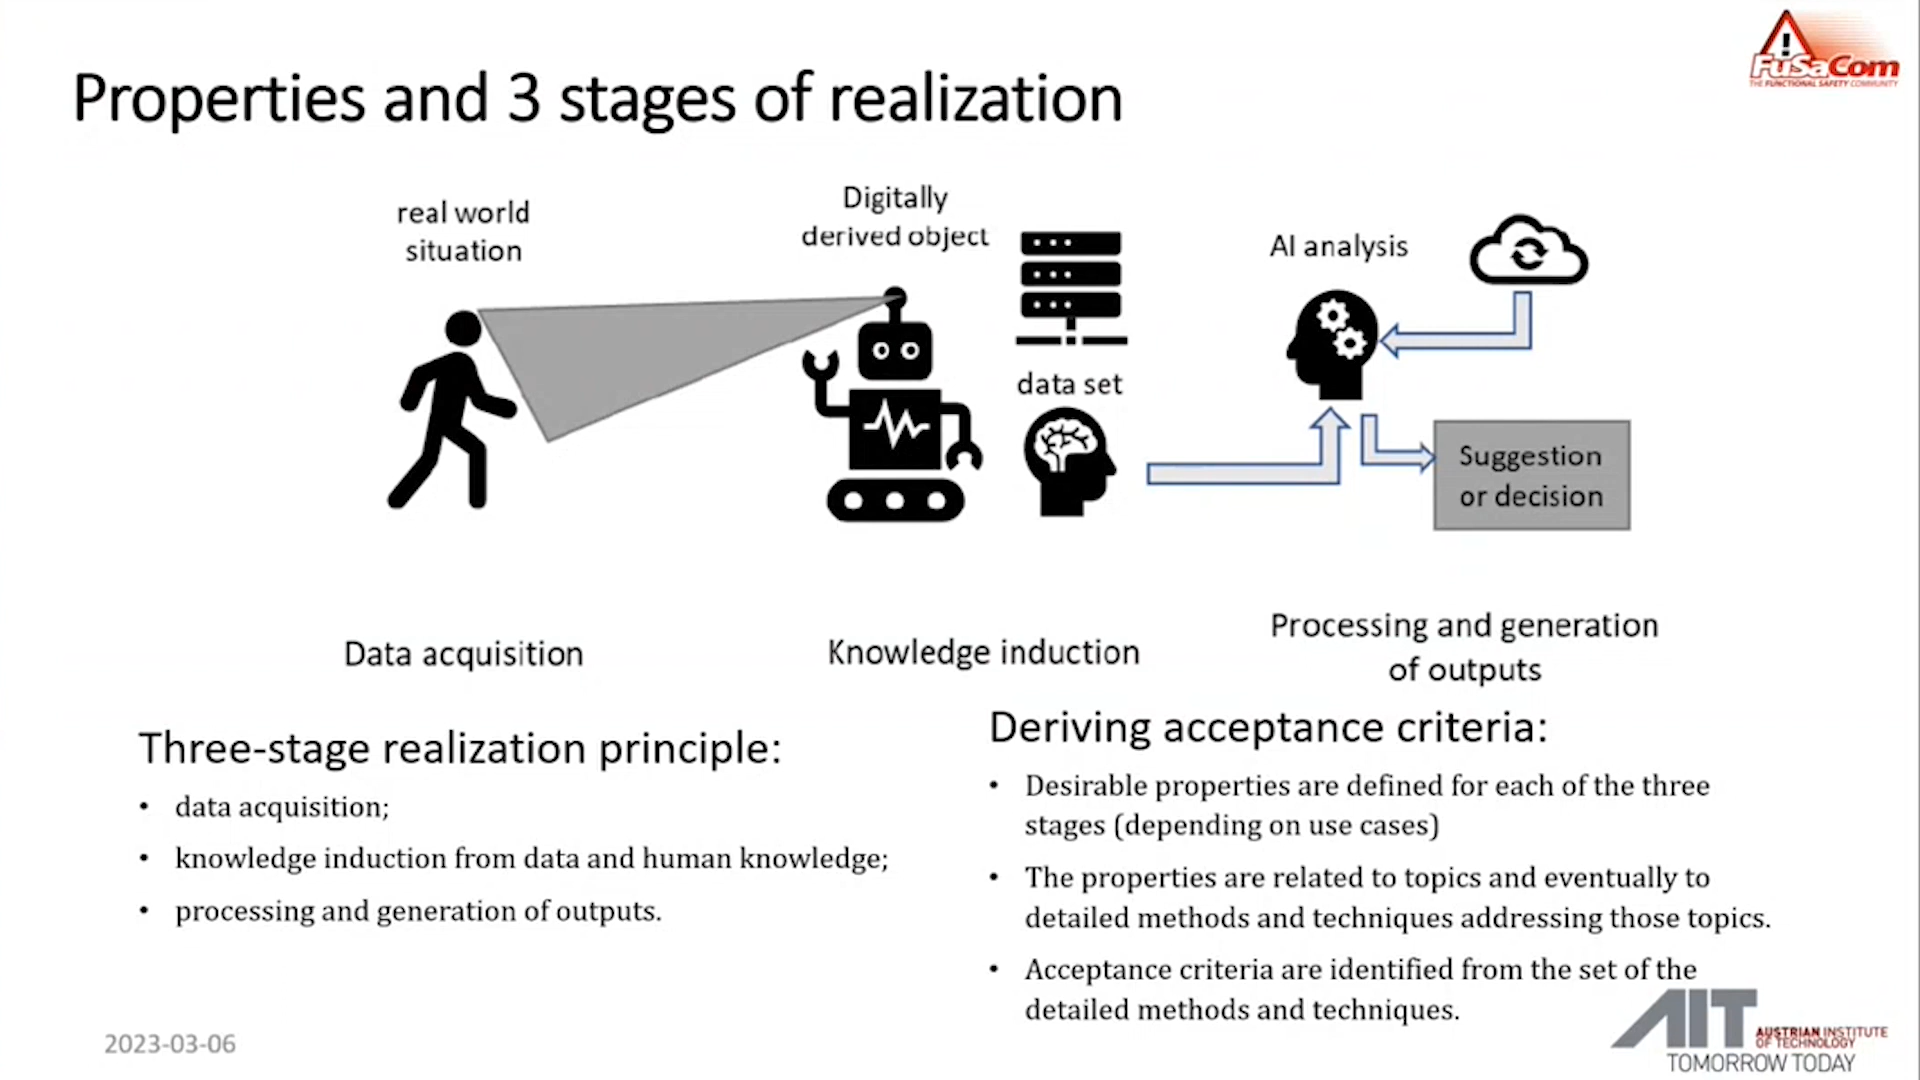 FuSaCom
THE FUNCTIONAL SAFETY COMMUNITY
Properties and 3 stages of realization
real world
situation
Digitally
derived object
data set
AI analysis
Suggestion
or decision
Data acquisition
Knowledge induction
Processing and generation
of outputs
Three-stage realization principle:
• data acquisition;
• knowledge induction from data and human knowledge;
• processing and generation of outputs.
Deriving acceptance criteria:
• Desirable properties are defined for each of the three
stages (depending on use cases)
• The properties are related to topics and eventually to
detailed methods and techniques addressing those topics.
• Acceptance criteria are identified from the set of the
detailed methods and techniques.
2023-03-06
AIT
AUSTRIAN INSTITUTE
OF TECHNOLOGY
TOMORROW TODAY